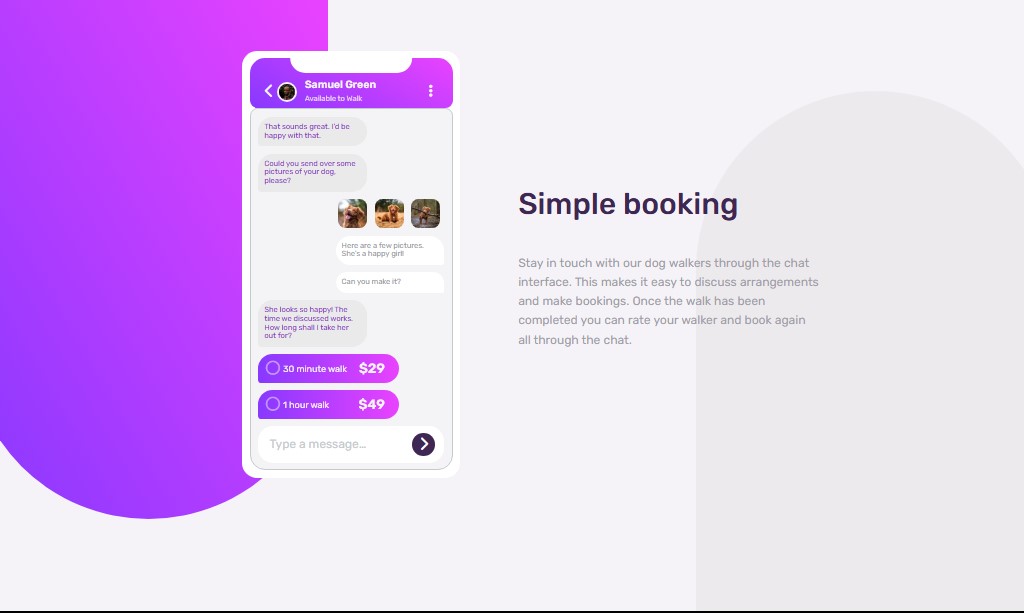 Samuel Green
Available to Walk
That sounds great. I'd be
happy with that.
Could you send over some
pictures of your dog,
please?
Here are a few pictures.
She's a happy girl!
Can you make it?
She looks so happy! The
time we discussed works.
How long shall I take her
out for?
30 minute walk $29
1 hour walk $49
Type a message...
Simple booking
Stay in touch with our dog walkers through the chat
interface. This makes it easy to discuss arrangements
and make bookings. Once the walk has been
completed you can rate your walker and book again
all through the chat.